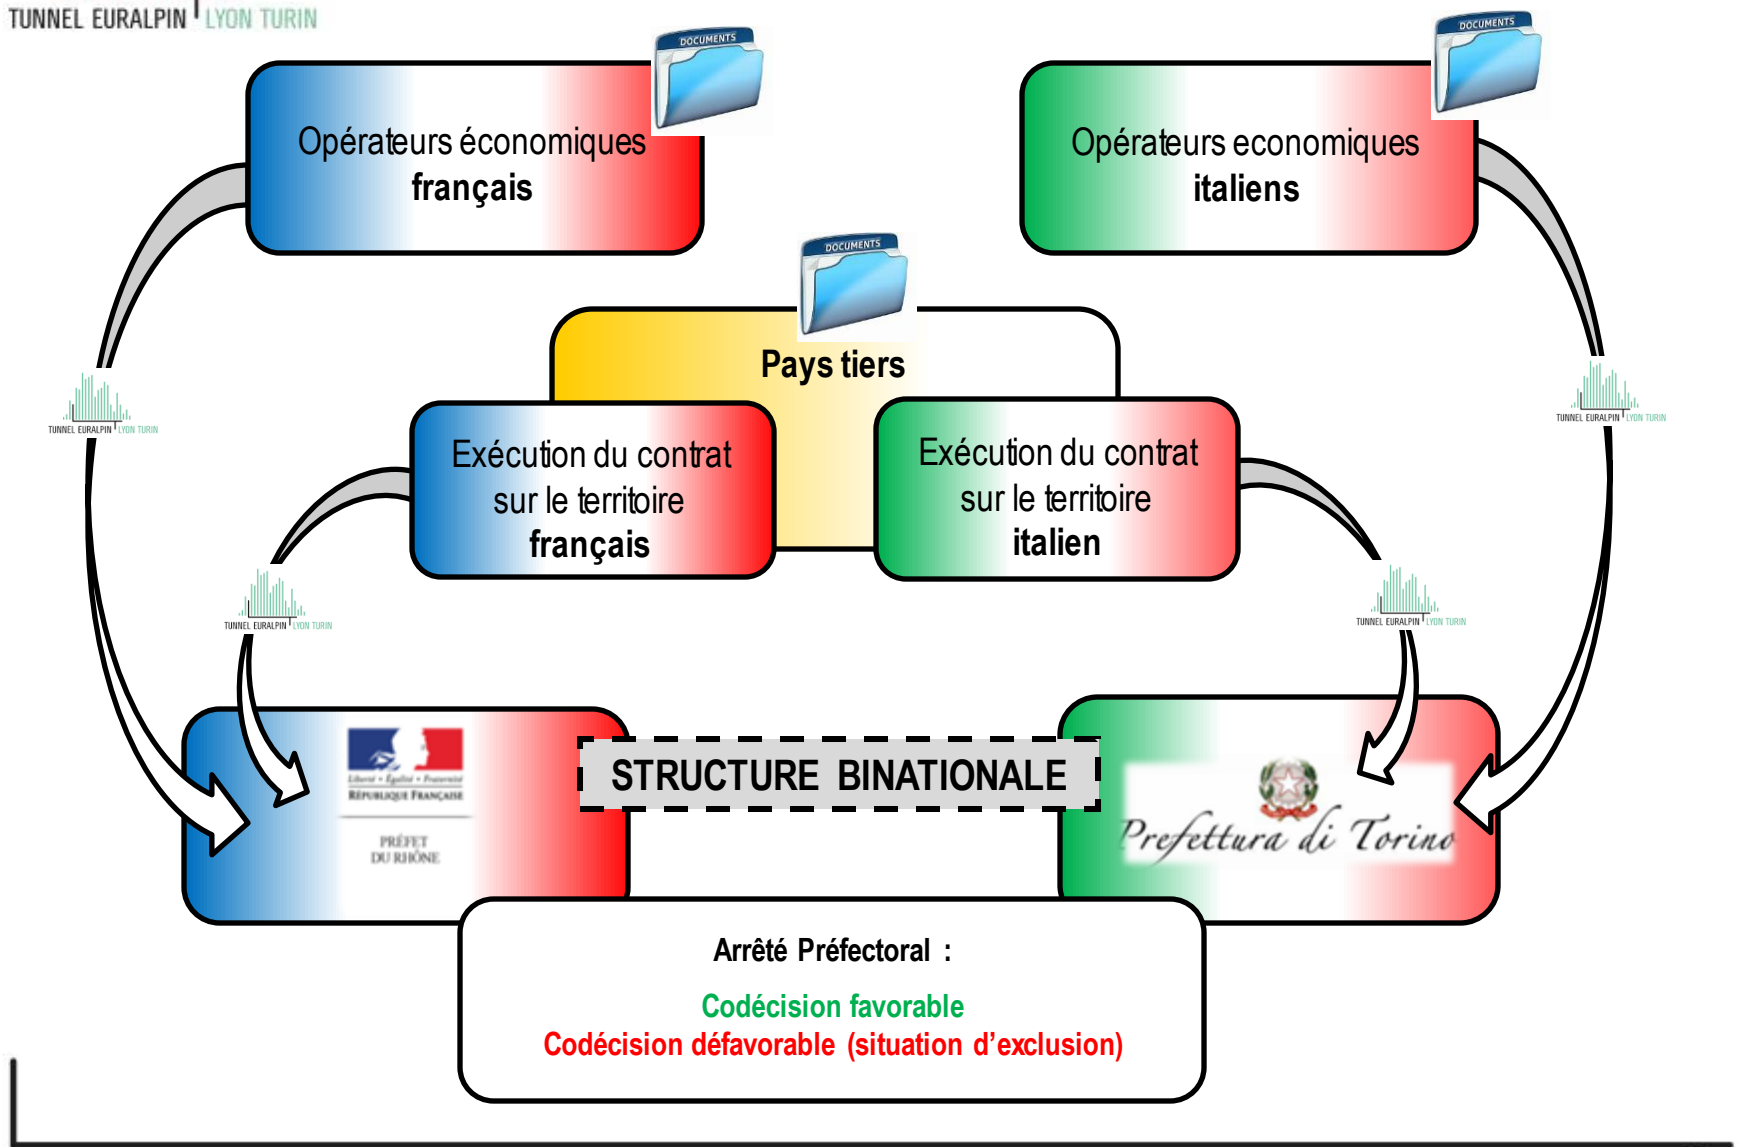 TUNNEL EURALPIN LYON TURIN
DOCUMENTS
DOCUMENTS
Opérateurs économiques
français
Opérateurs economiques
italiens
DOCUMENTS
Pays tiers
TUNNEL EURALPIN LYON TURIN
TUNNEL EURALPIN LYON TURIN
Exécution du contrat
sur le territoire
français
Exécution du contrat
sur le territoire
italien
TUNNEL EURALPIN LYON TURIN
TUNNEL EURALPIN LYON TURIN
Liberté • Égalité • Fraternité
RÉPUBLIQUE FRANÇAISE
PRÉFET
DU RHÔNE
STRUCTURE BINATIONALE
Prefettura di Torino
Arrêté Préfectoral :
Codécision favorable
Codécision défavorable (situation d’exclusion)